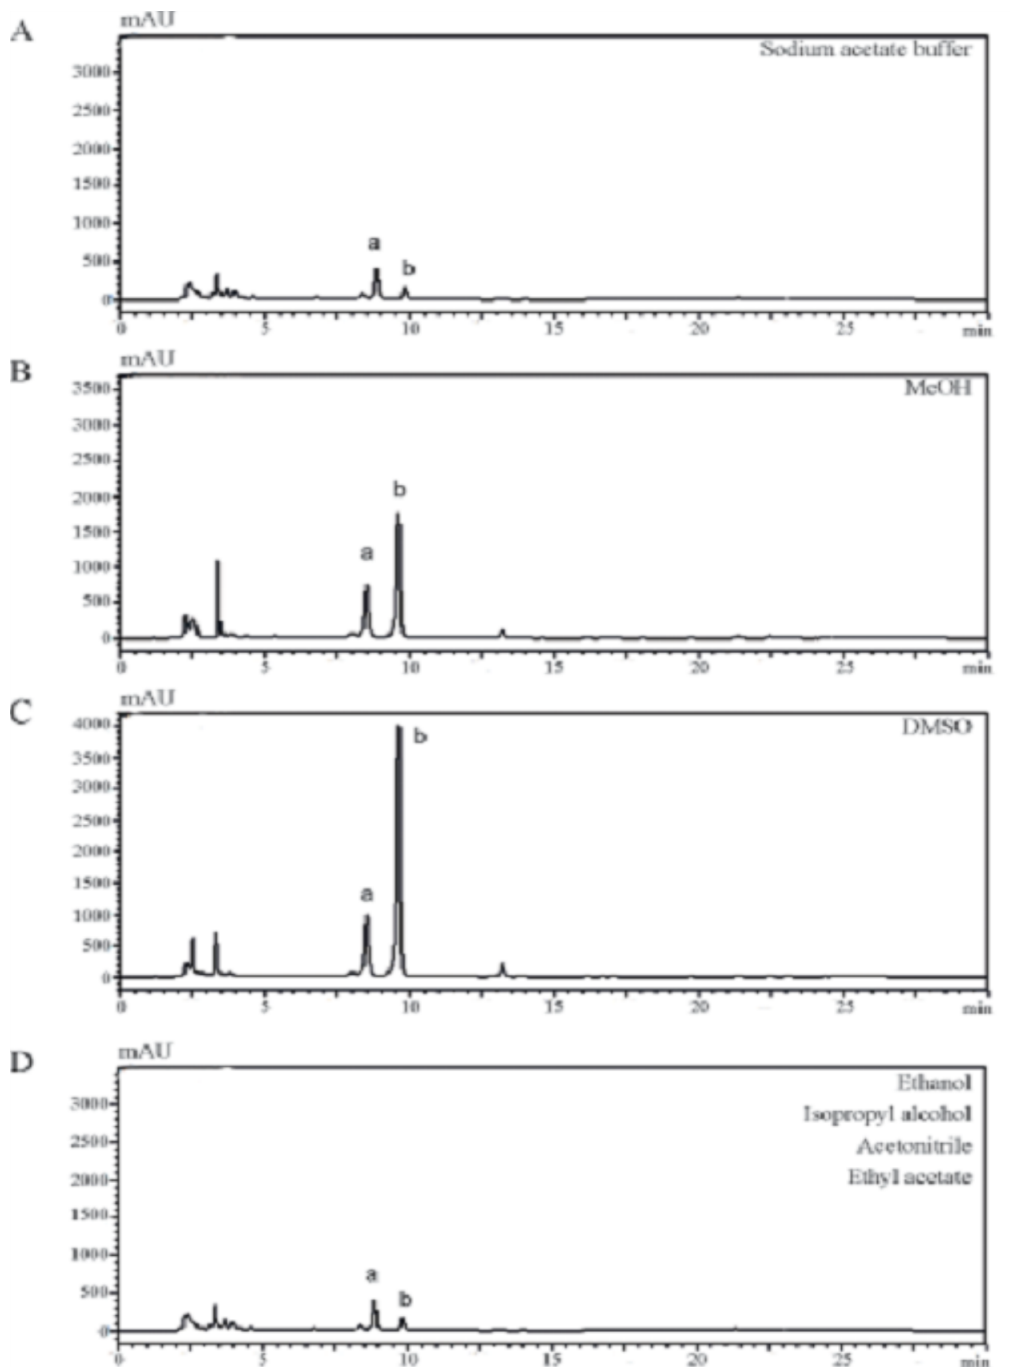 A
mAU
Sodium acetate buffer
3000
2500
2000
1500
1000
500
0
a
b
0 5 10 15 20 25 min
B
mAU
MeOH
3500
3000
2500
2000
1500
1000
500
0
a
b
0 5 10 15 20 25 min
C
mAU
DMSO
4000
3500
3000
2500
2000
1500
1000
500
0
a
b
0 5 10 15 20 25 min
D
mAU
Ethanol
Isopropyl alcohol
Acetonitrile
Ethyl acetate
3000
2500
2000
1500
1000
500
0
a
b
0 5 10 15 20 25 min